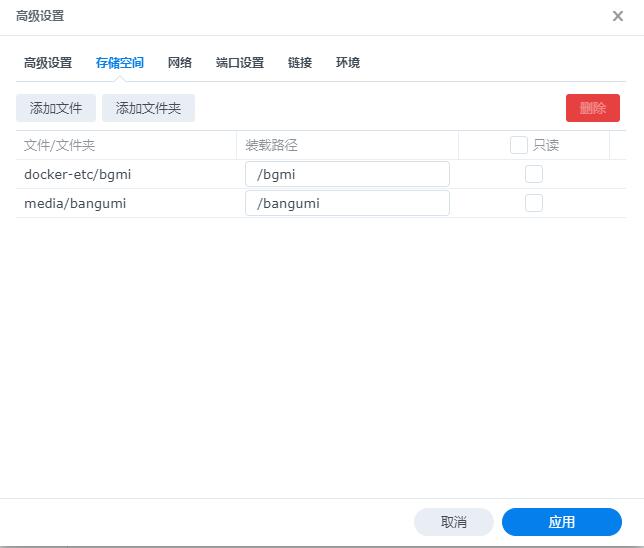 高级设置
高级设置 存储空间 网络 端口设置 链接 环境
添加文件 添加文件夹 删除
文件/文件夹 装载路径 只读
docker-etc/bgmi /bgmi
media/bangumi /bangumi
取消 应用